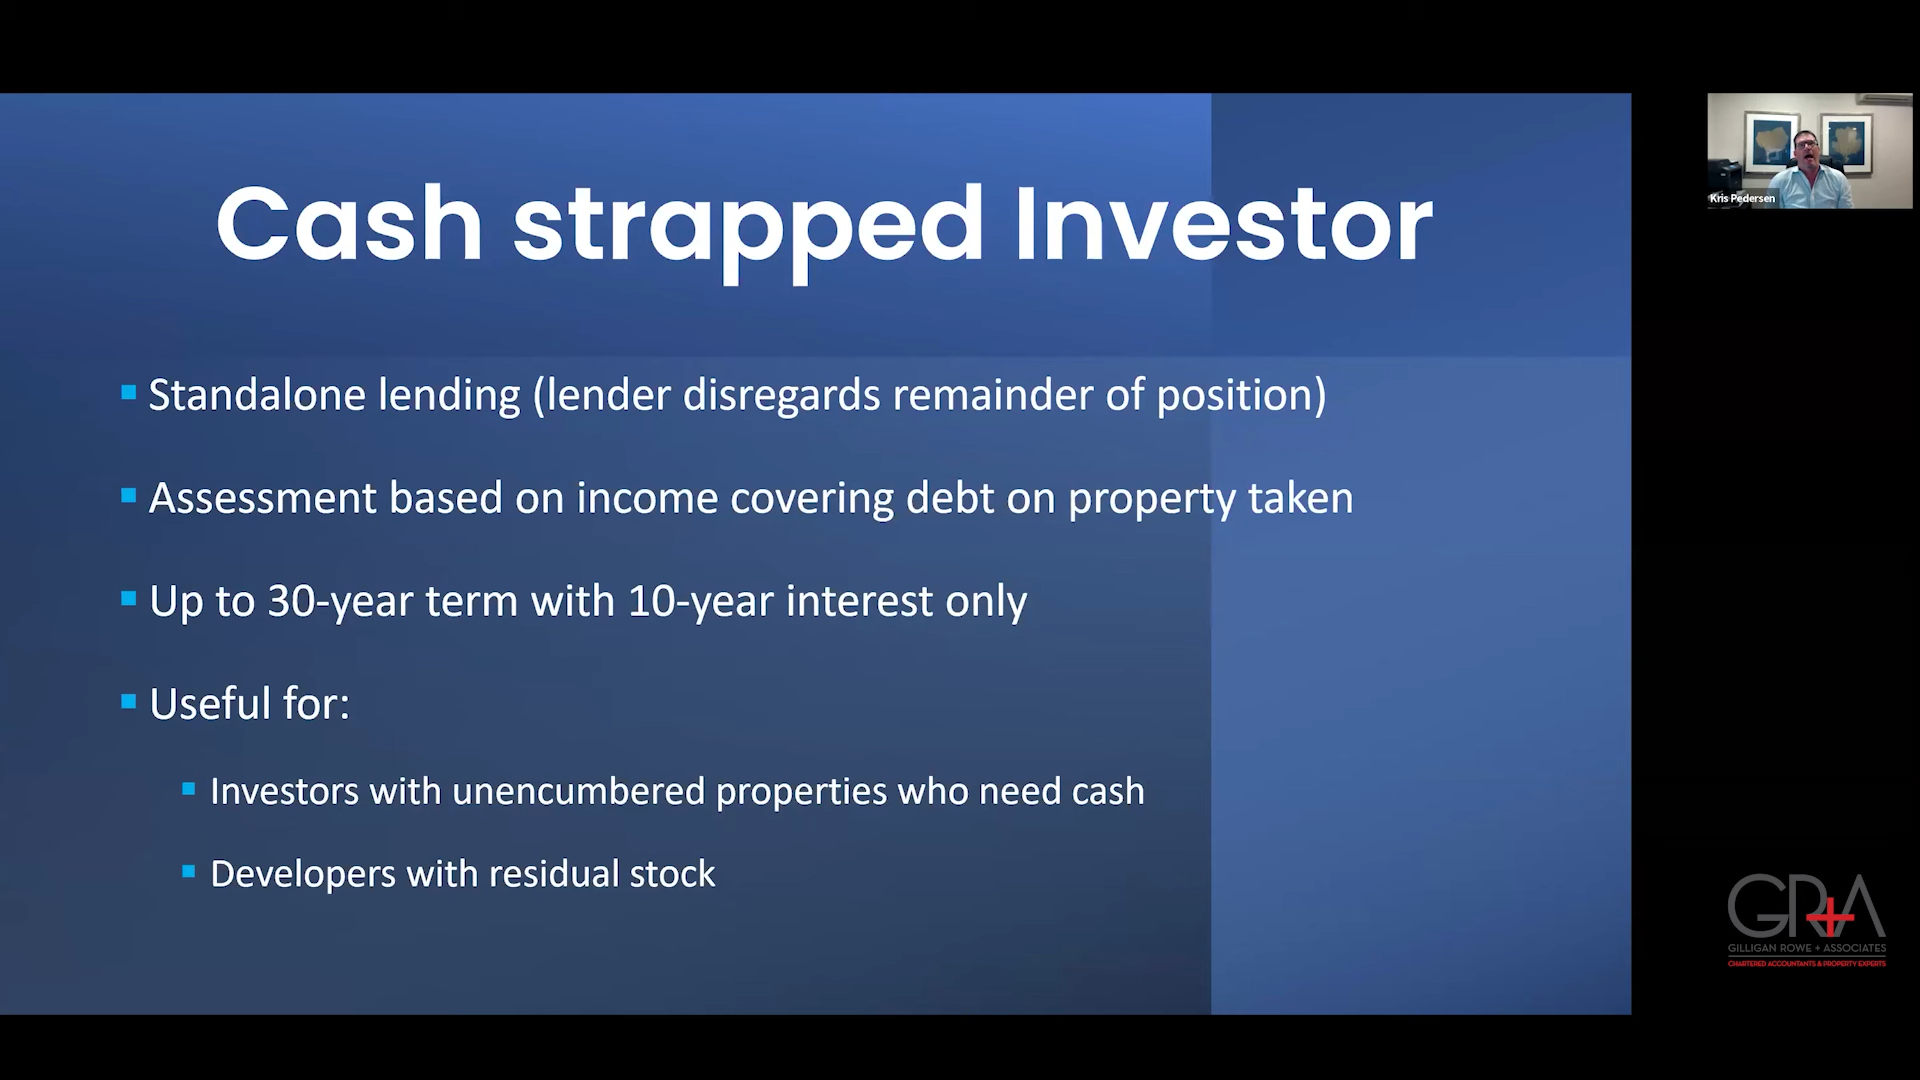 Cash strapped Investor
Standalone lending (lender disregards remainder of position)
Assessment based on income covering debt on property taken
Up to 30-year term with 10-year interest only
Useful for:
Investors with unencumbered properties who need cash
Developers with residual stock
Kris Pedersen
GR+A
GILLIGAN ROWE + ASSOCIATES
CHARTERED ACCOUNTANTS & PROPERTY EXPERTS